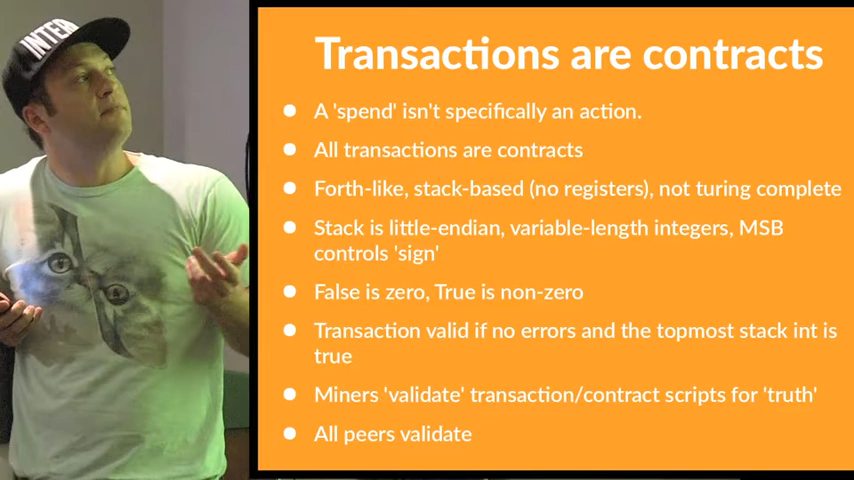 INTER
Transactions are contracts
● A 'spend' isn't specifically an action.
● All transactions are contracts
● Forth-like, stack-based (no registers), not turing complete
● Stack is little-endian, variable-length integers, MSB
controls 'sign'
● False is zero, True is non-zero
● Transaction valid if no errors and the topmost stack int is
true
● Miners 'validate' transaction/contract scripts for 'truth'
● All peers validate